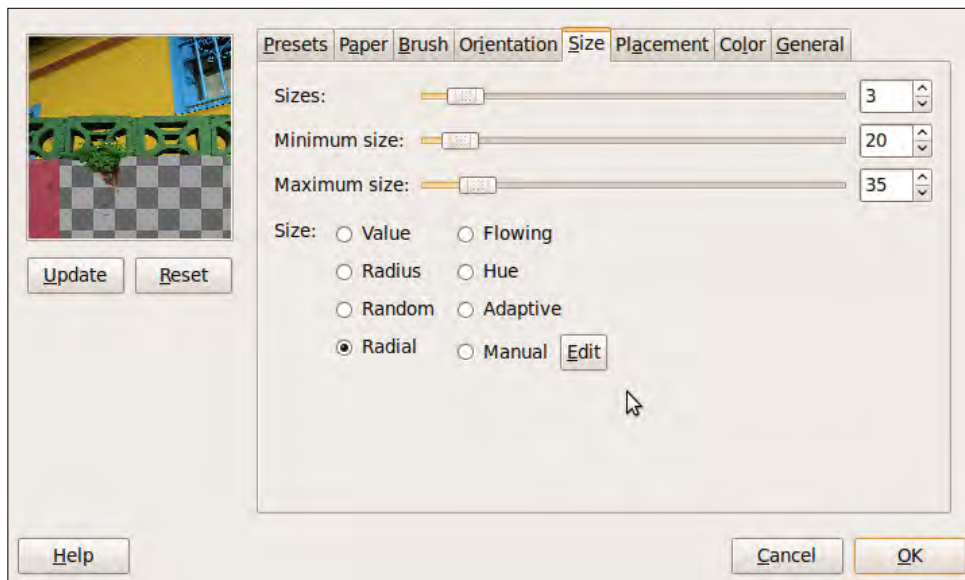 Presets Paper Brush Orientation Size Placement Color General
Sizes: 3
Minimum size: 20
Maximum size: 35
Size: Value Flowing
Radius Hue
Random Adaptive
Radial Manual Edit
Update Reset
Help Cancel OK